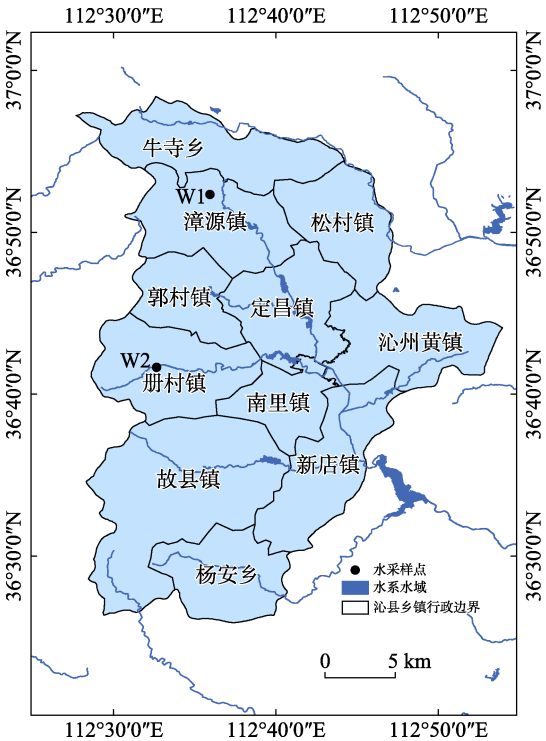 112°30′0″E 112°40′0″E 112°50′0″E
37°0′0″N 37°0′0″N
牛寺乡
W1
漳源镇 松村镇
36°50′0″N 36°50′0″N
郭村镇 定昌镇
沁州黄镇
W2
册村镇
南里镇
36°40′0″N 36°40′0″N
新店镇
故县镇
36°30′0″N 36°30′0″N
杨安乡
水采样点
水系水域
沁县乡镇行政边界
0 5 km
112°30′0″E 112°40′0″E 112°50′0″E